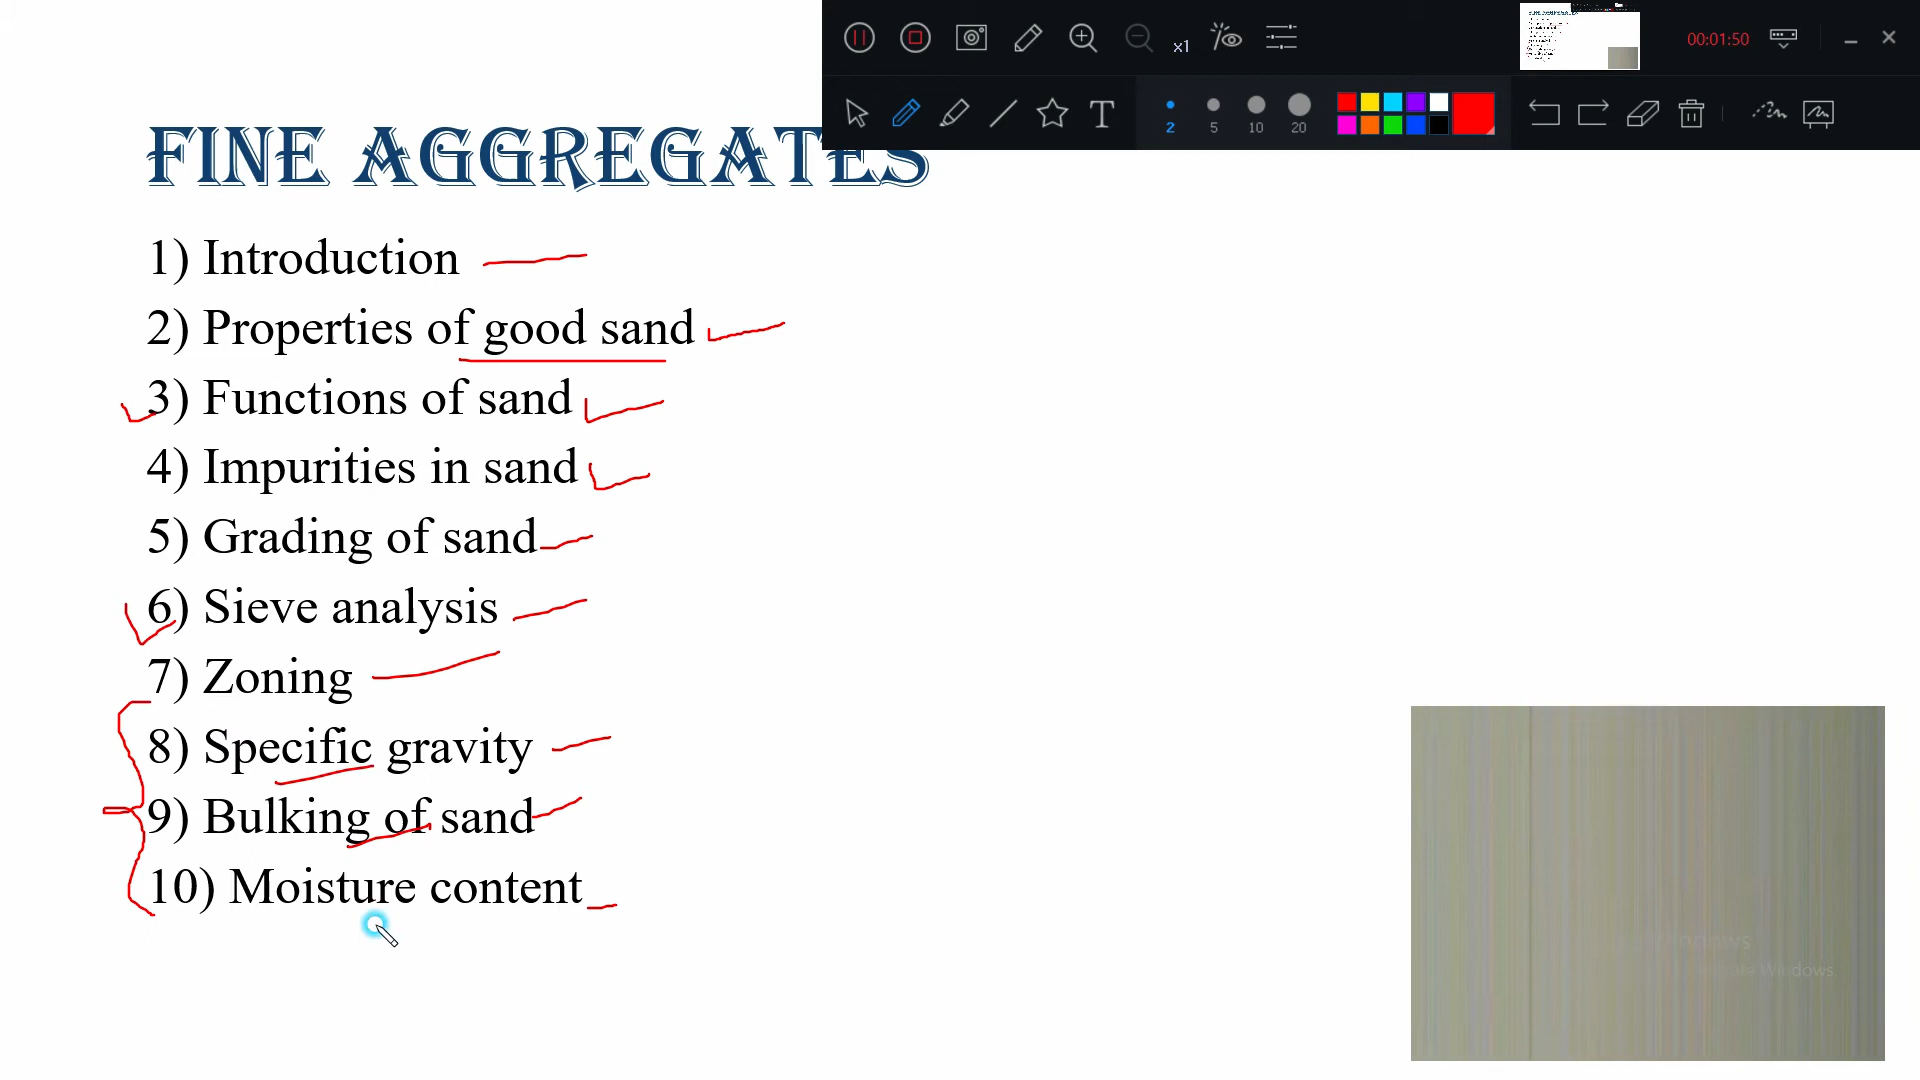 x1
00:01:50
2
5
10
20
T
FINE AGGREGATES
1) Introduction
2) Properties of good sand
3) Functions of sand
4) Impurities in sand
5) Grading of sand
6) Sieve analysis
7) Zoning
8) Specific gravity
9) Bulking of sand
10) Moisture content
Windows.